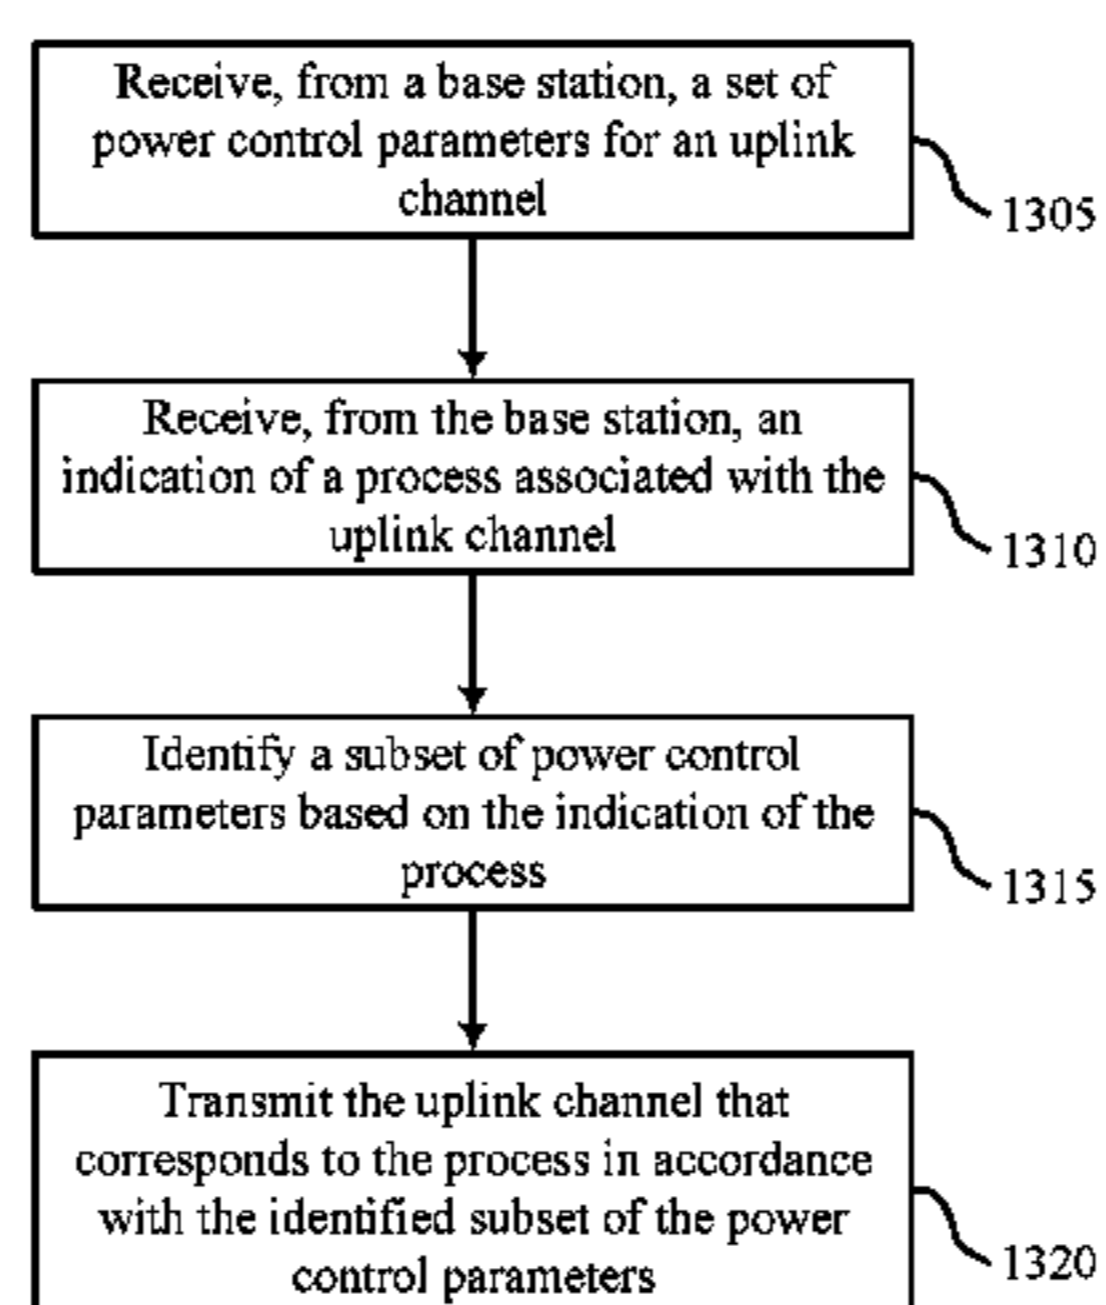 Receive, from a base station, a set of
power control parameters for an uplink
channel
1305
Receive, from the base station, an
indication of a process associated with the
uplink channel
1310
Identify a subset of power control
parameters based on the indication of the
process
1315
Transmit the uplink channel that
corresponds to the process in accordance
with the identified subset of the power
control parameters
1320